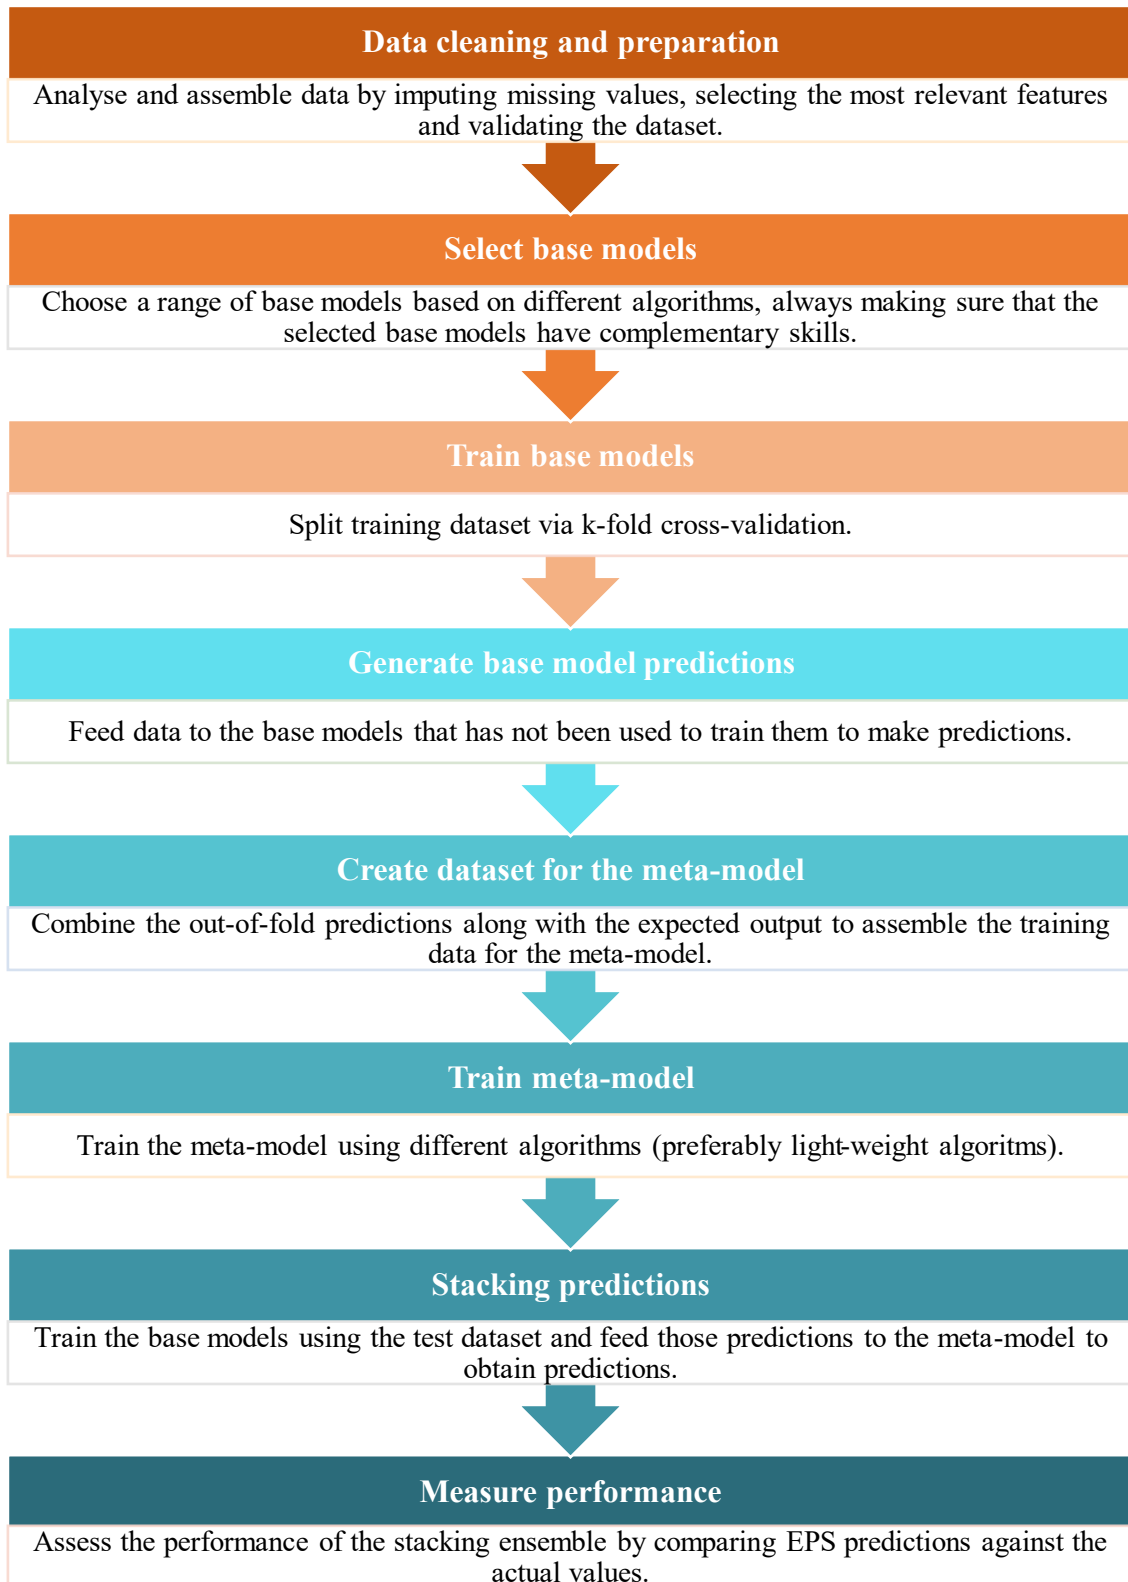 Data cleaning and preparation
Analyse and assemble data by imputing missing values, selecting the most relevant features
and validating the dataset.
Select base models
Choose a range of base models based on different algorithms, always making sure that the
selected base models have complementary skills.
Train base models
Split training dataset via k-fold cross-validation.
Generate base model predictions
Feed data to the base models that has not been used to train them to make predictions.
Create dataset for the meta-model
Combine the out-of-fold predictions along with the expected output to assemble the training
data for the meta-model.
Train meta-model
Train the meta-model using different algorithms (preferably light-weight algoritms).
Stacking predictions
Train the base models using the test dataset and feed those predictions to the meta-model to
obtain predictions.
Measure performance
Assess the performance of the stacking ensemble by comparing EPS predictions against the
actual values.